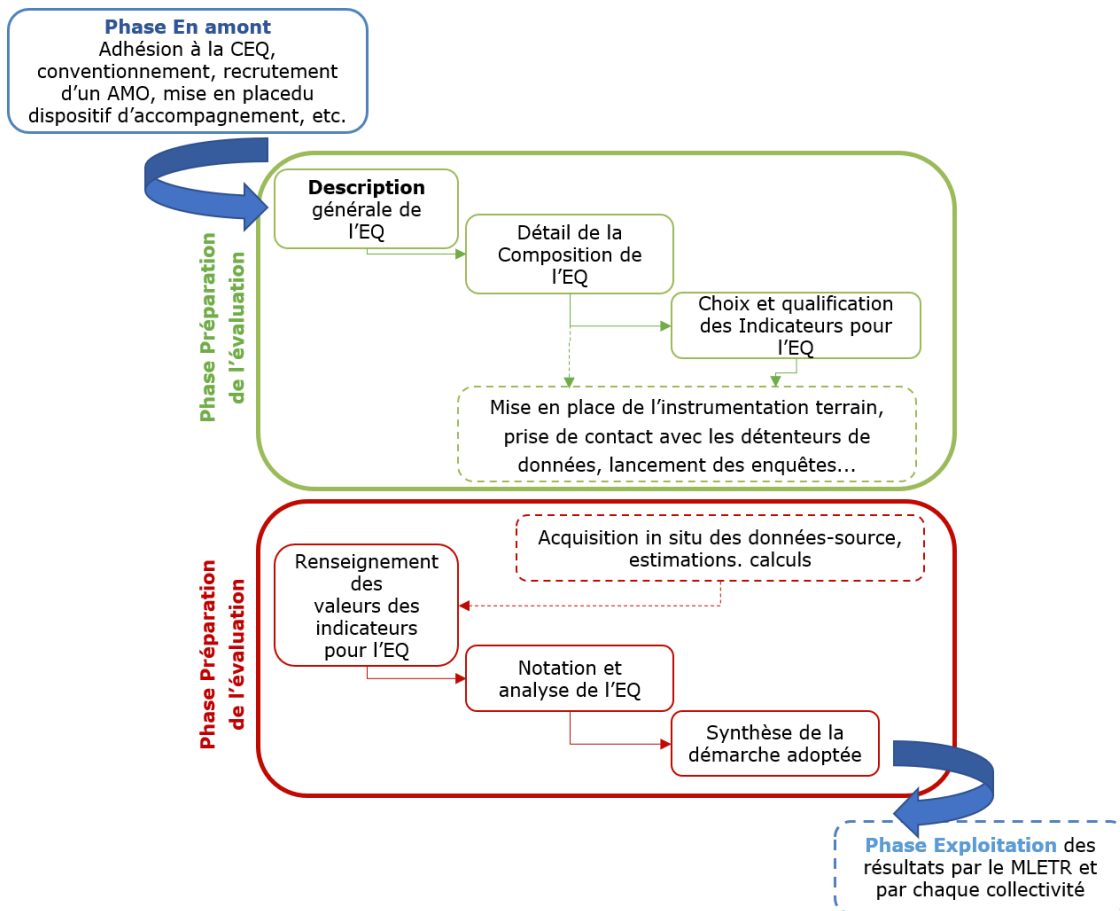 Phase En amont
Adhésion à la CEQ,
conventionnement, recrutement
d'un AMO, mise en placedu
dispositif d'accompagnement, etc.
Phase Préparation
de l'évaluation
Description
générale de
l'EQ
Détail de la
Composition de
l'EQ
Choix et qualification
des Indicateurs pour
l'EQ
Mise en place de l'instrumentation terrain,
prise de contact avec les détenteurs de
données, lancement des enquêtes...
Phase Préparation
de l'évaluation
Acquisition in situ des données-source,
estimations. calculs
Renseignement
des
valeurs des
indicateurs
pour l'EQ
Notation et
analyse de l'EQ
Synthèse de la
démarche adoptée
Phase Exploitation des
résultats par le MLETR et
par chaque collectivité